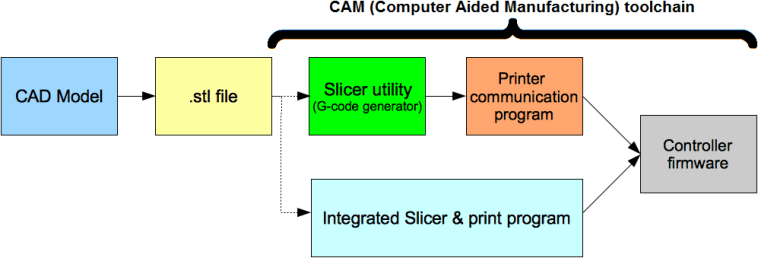 CAM (Computer Aided Manufacturing) toolchain
CAD Model
.stl file
Slicer utility
(G-code generator)
Printer
communication
program
Controller
firmware
Integrated Slicer & print program